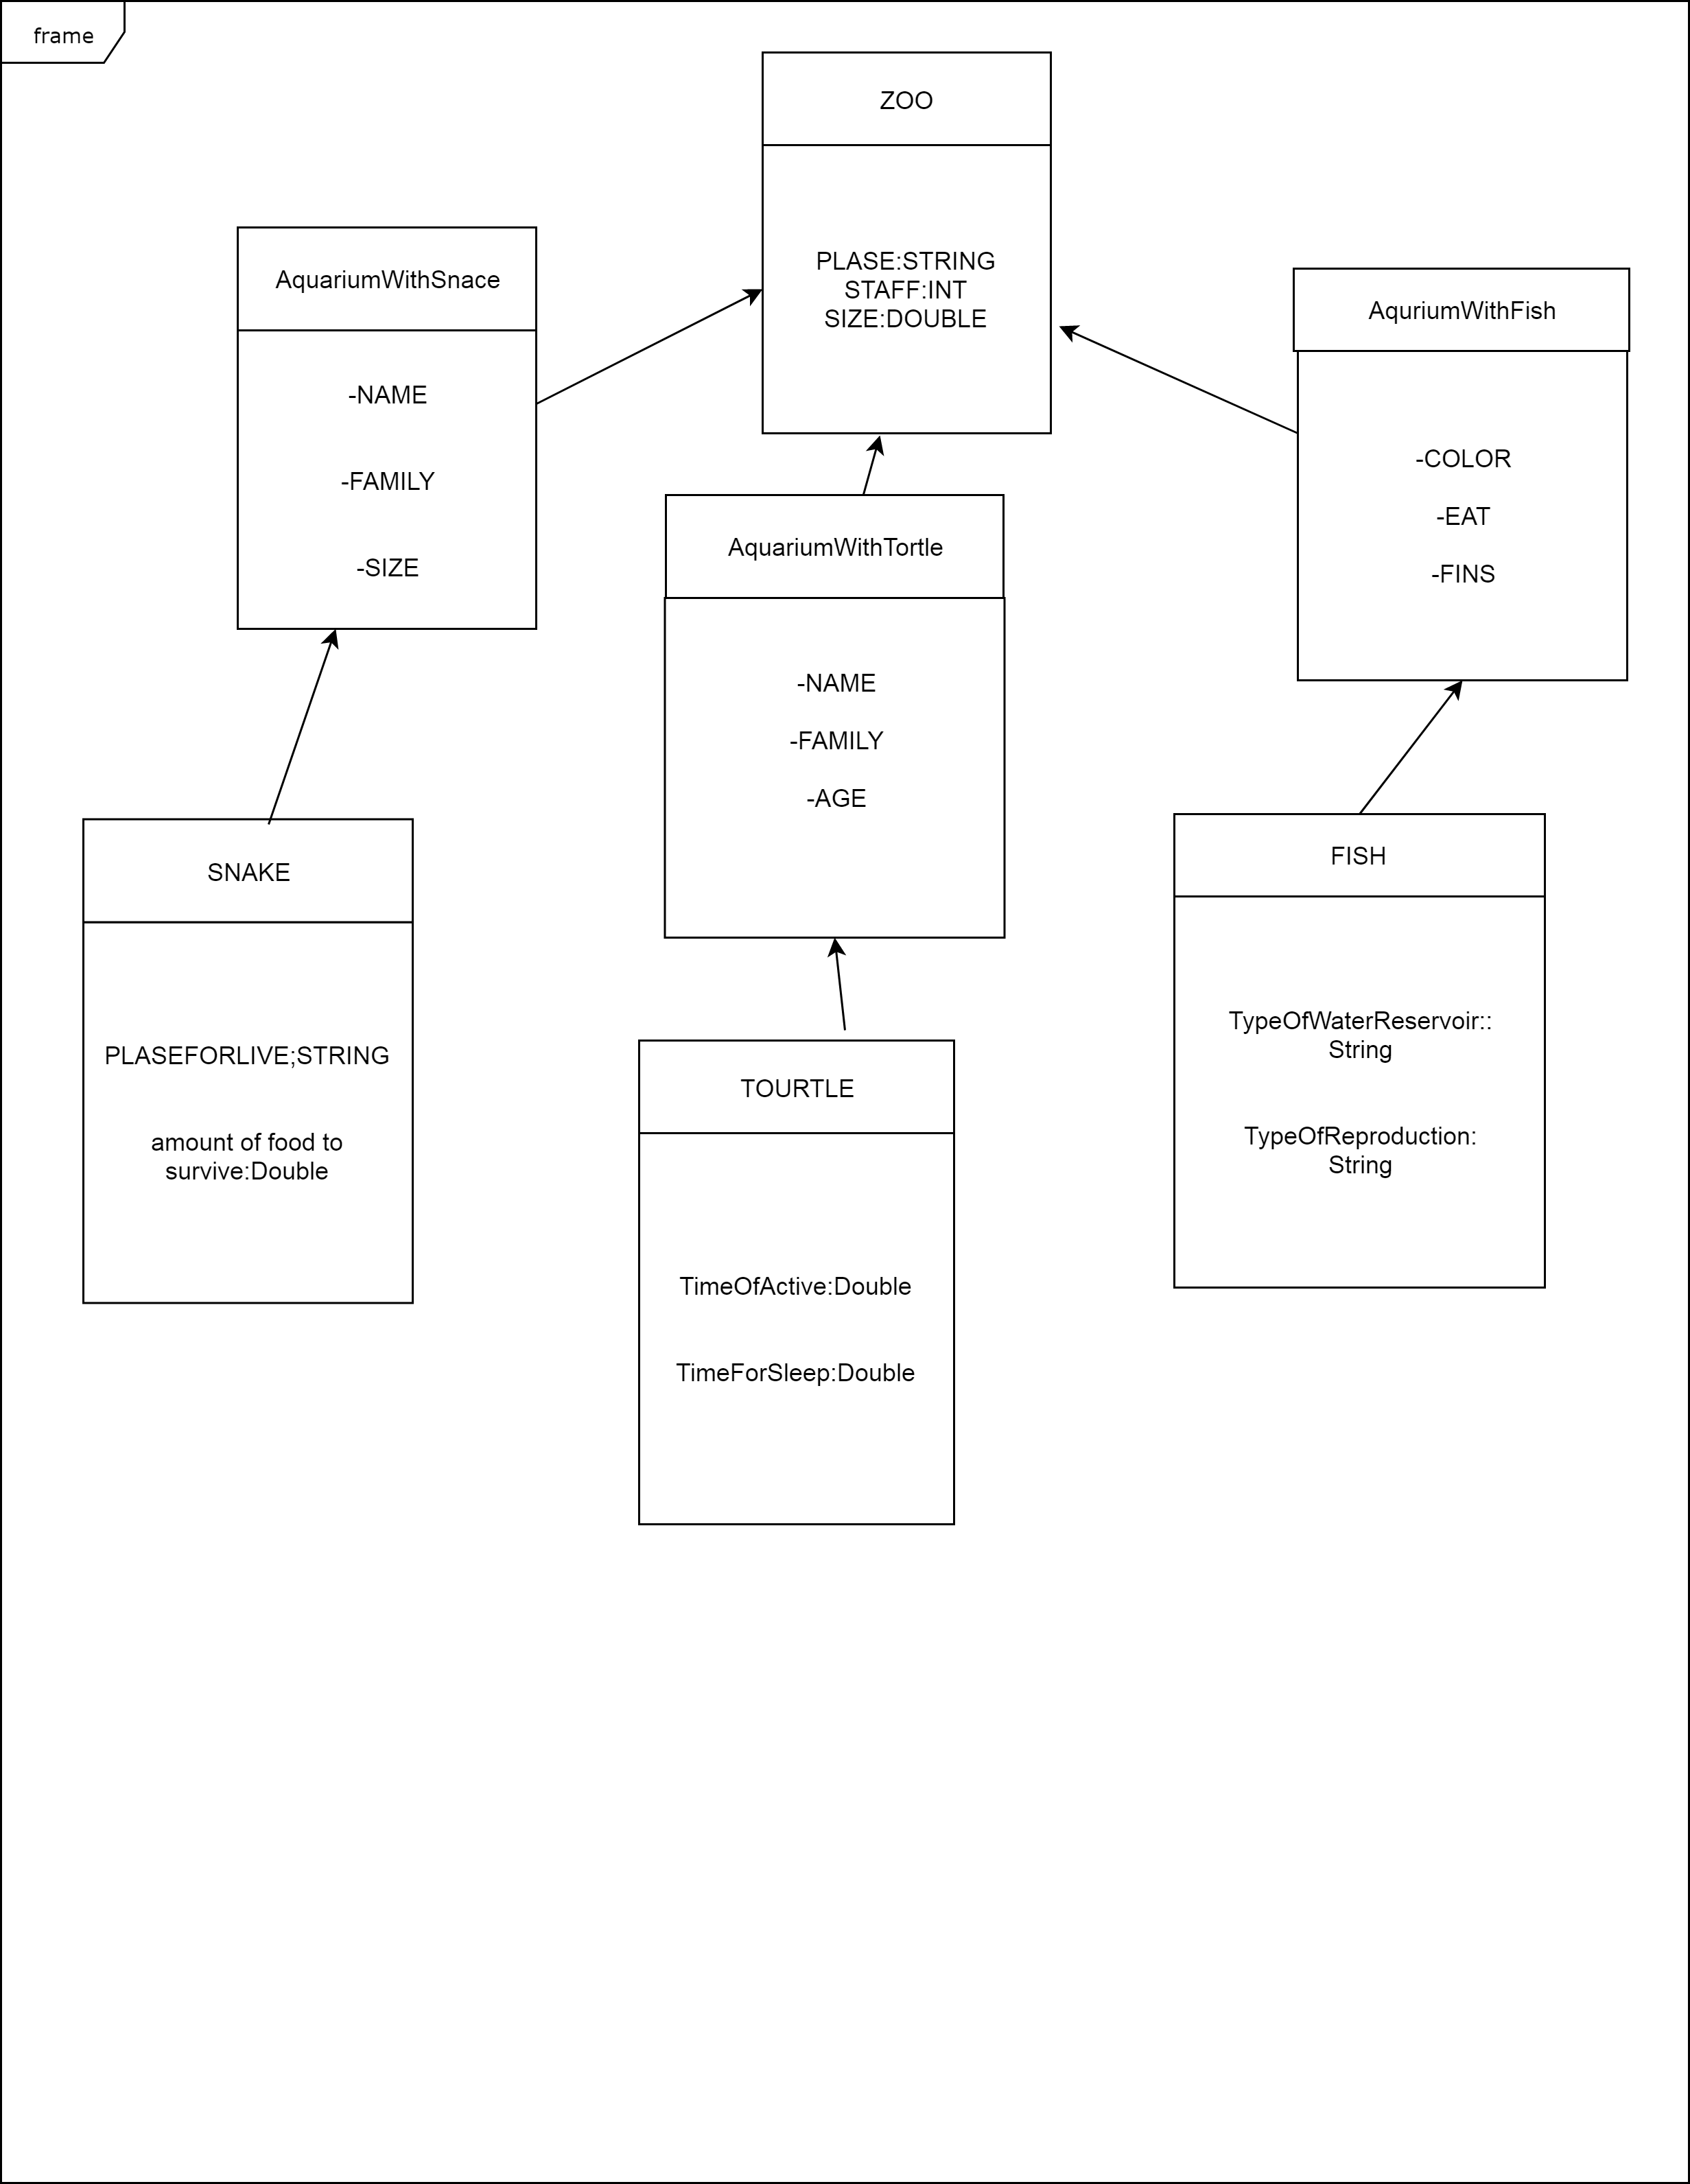 frame
ZOO
PLASE:STRING
STAFF:INT
SIZE:DOUBLE
AquariumWithSnace
-NAME
-FAMILY
-SIZE
AquriumWithFish
-COLOR
-EAT
-FINS
AquariumWithTortle
-NAME
-FAMILY
-AGE
SNAKE
PLASEFORLIVE;STRING
amount of food to
survive:Double
TOURTLE
TimeOfActive:Double
TimeForSleep:Double
FISH
TypeOfWaterReservoir::
String
TypeOfReproduction:
String